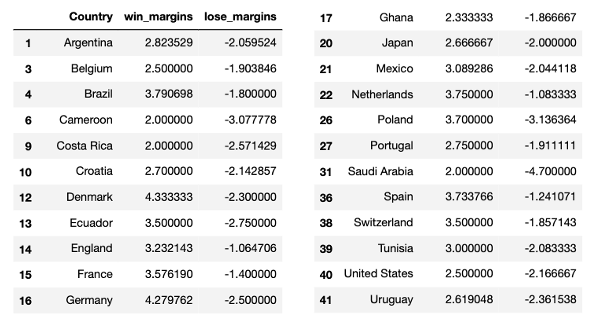 Country win_margins lose_margins
1 Argentina 2.823529 -2.059524
3 Belgium 2.500000 -1.903846
4 Brazil 3.790698 -1.800000
6 Cameroon 2.000000 -3.077778
9 Costa Rica 2.000000 -2.571429
10 Croatia 2.700000 -2.142857
12 Denmark 4.333333 -2.300000
13 Ecuador 3.500000 -2.750000
14 England 3.232143 -1.064706
15 France 3.576190 -1.400000
16 Germany 4.279762 -2.500000
17 Ghana 2.333333 -1.866667
20 Japan 2.666667 -2.000000
21 Mexico 3.089286 -2.044118
22 Netherlands 3.750000 -1.083333
26 Poland 3.700000 -3.136364
27 Portugal 2.750000 -1.911111
31 Saudi Arabia 2.000000 -4.700000
36 Spain 3.733766 -1.241071
38 Switzerland 3.500000 -1.857143
39 Tunisia 3.000000 -2.083333
40 United States 2.500000 -2.166667
41 Uruguay 2.619048 -2.361538